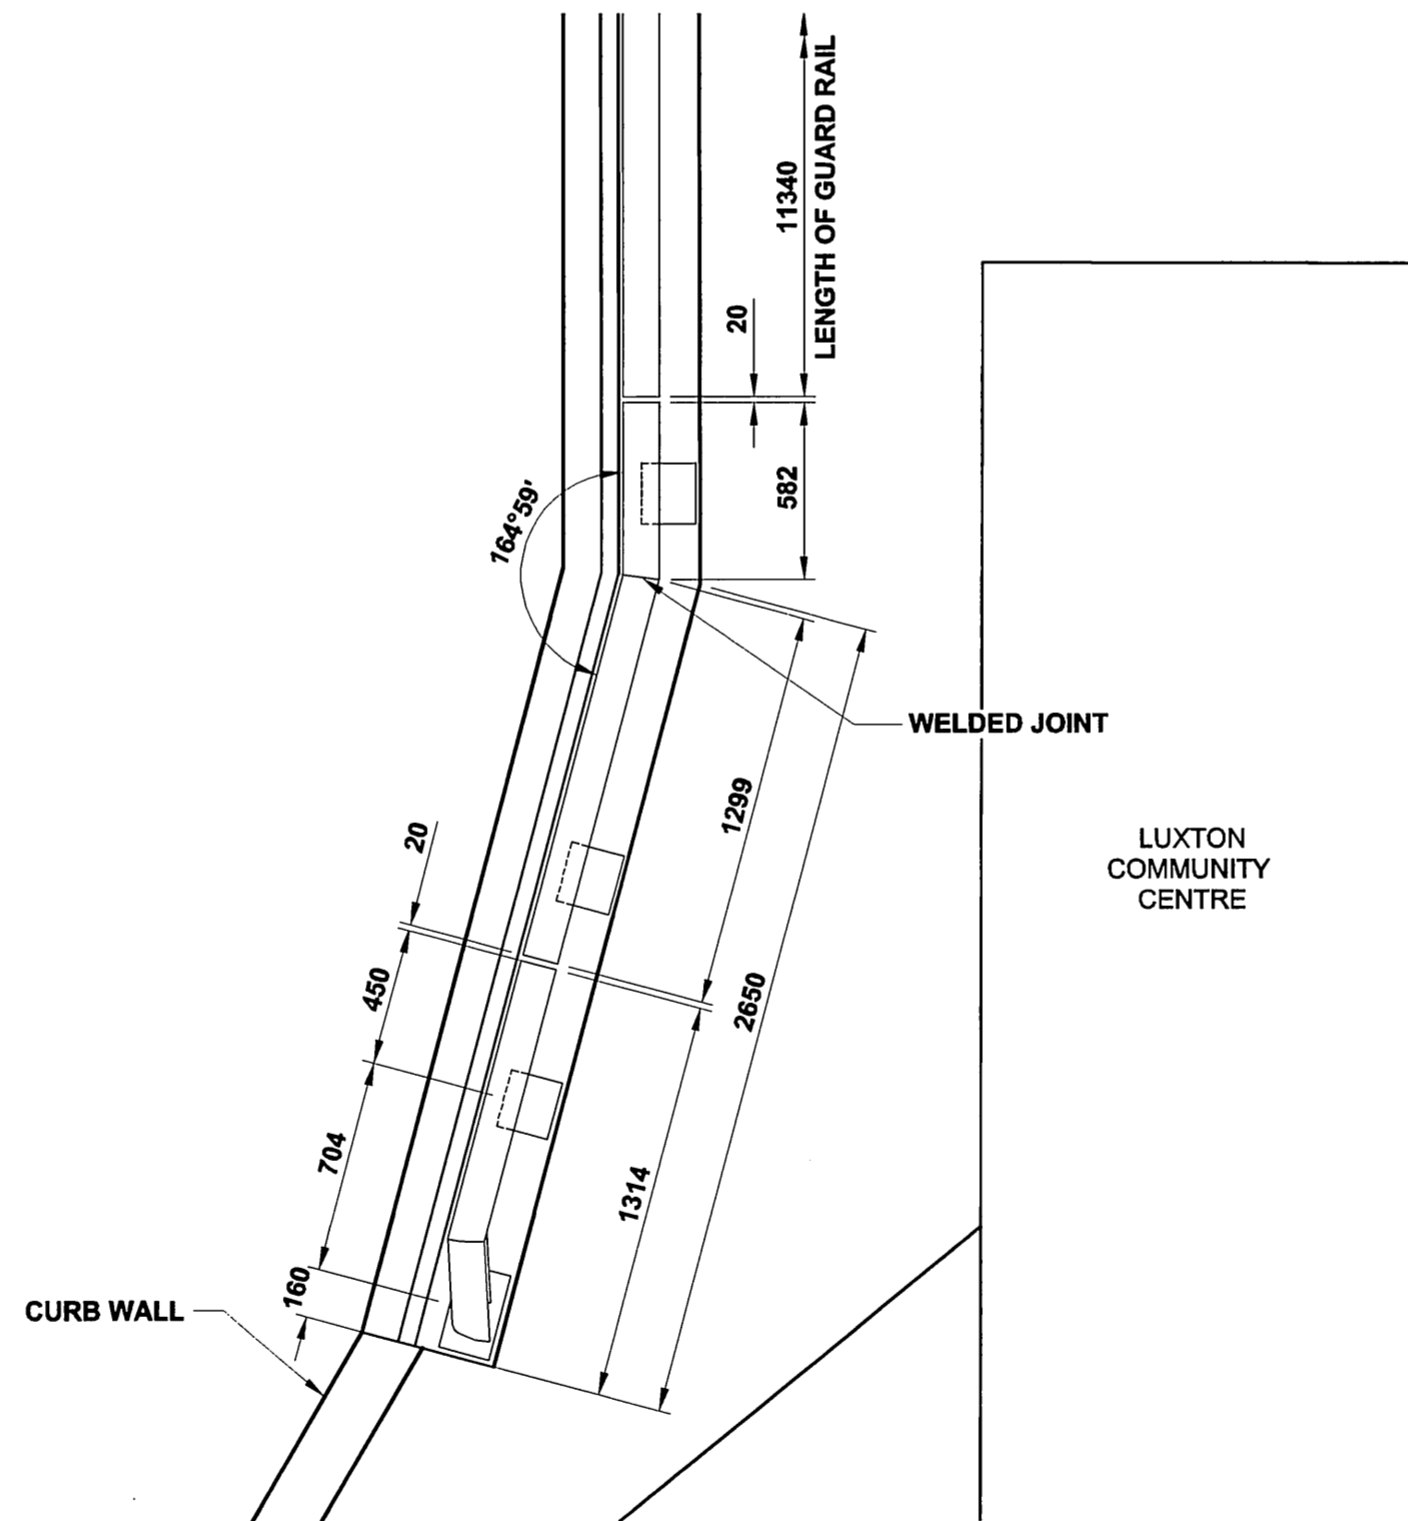 11340
LENGTH OF GUARD RAIL
20
582
164°59'
WELDED JOINT
1299
20
LUXTON
COMMUNITY
CENTRE
450
2650
704
1314
160
CURB WALL